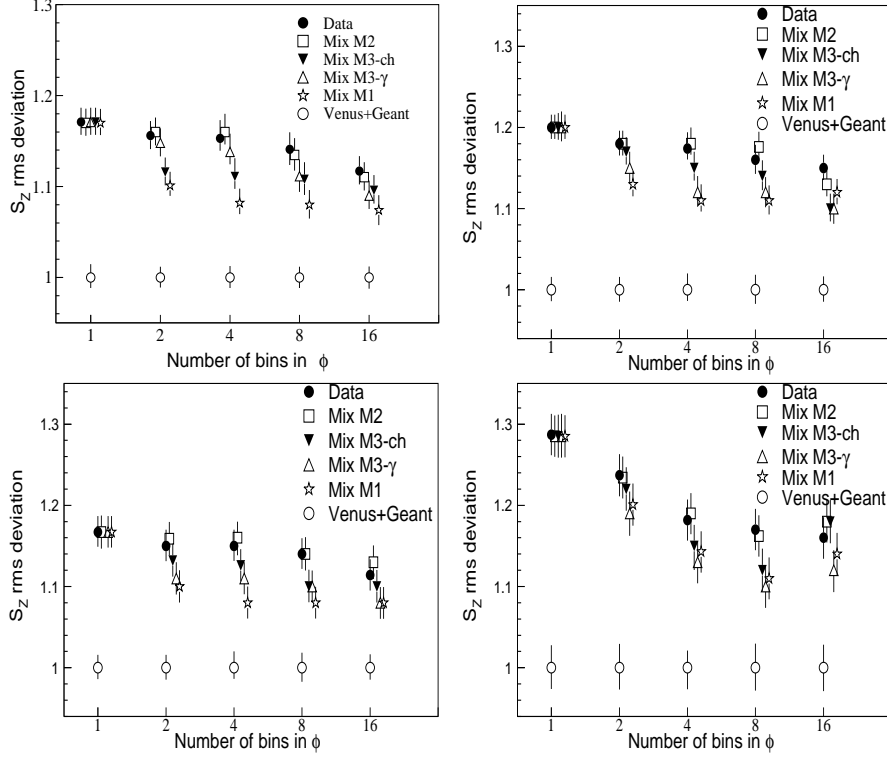 Data
Mix M2
Mix M3-ch
Mix M3-γ
Mix M1
Venus+Geant
1.3
1.2
1.1
1
S_Z rms deviation
1 2 4 8 16
Number of bins in φ
Data
Mix M2
Mix M3-ch
Mix M3-γ
Mix M1
Venus+Geant
1.3
1.2
1.1
1
S_Z rms deviation
1 2 4 8 16
Number of bins in φ
Data
Mix M2
Mix M3-ch
Mix M3-γ
Mix M1
Venus+Geant
1.3
1.2
1.1
1
S_Z rms deviation
1 2 4 8 16
Number of bins in φ
Data
Mix M2
Mix M3-ch
Mix M3-γ
Mix M1
Venus+Geant
1.3
1.2
1.1
1
S_Z rms deviation
1 2 4 8 16
Number of bins in φ